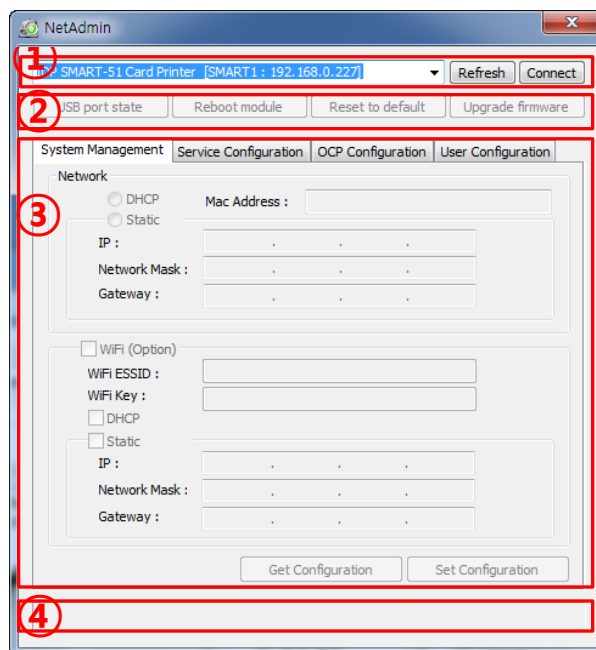 NetAdmin
①
IDP SMART-51 Card Printer [SMART1 : 192.168.0.227] Refresh Connect
②
USB port state Reboot module Reset to default Upgrade firmware
System Management Service Configuration OCP Configuration User Configuration
③
Network
DHCP Mac Address :
Static
IP : . . .
Network Mask : . . .
Gateway : . . .
WiFi (Option)
WiFi ESSID :
WiFi Key :
DHCP
Static
IP : . . .
Network Mask : . . .
Gateway : . . .
Get Configuration Set Configuration
④